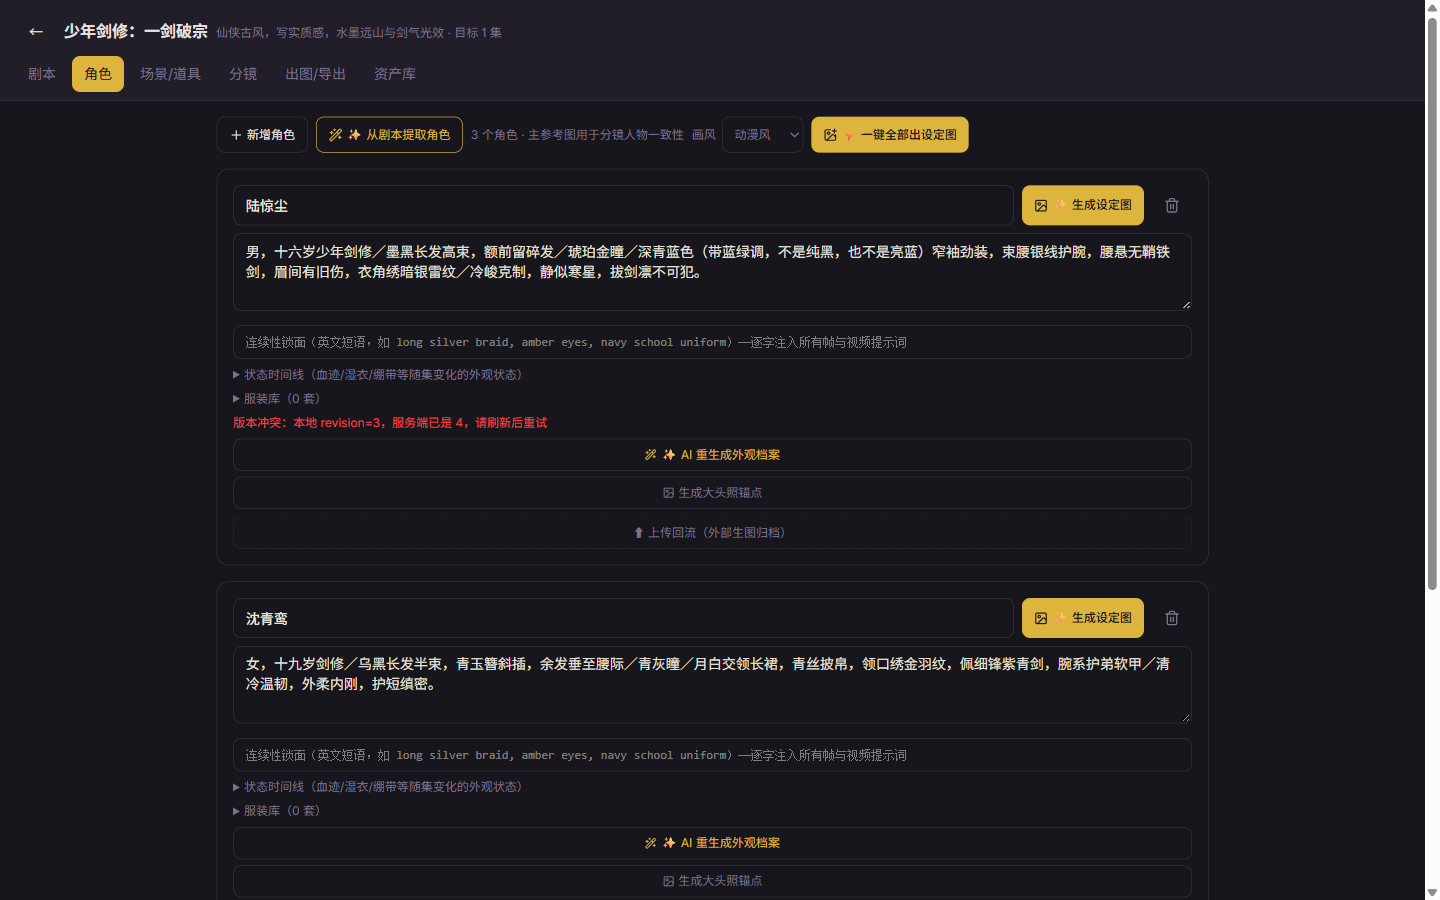 少年剑修：一剑破宗 仙侠古风，写实质感，水墨远山与剑气光效 · 目标 1 集
剧本 角色 场景/道具 分镜 出图/导出 资产库
新增角色 从剧本提取角色 3 个角色 · 主参考图用于分镜人物一致性 画风 动漫风 一键全部出设定图
陆惊尘 生成设定图
男，十六岁少年剑修／墨黑长发高束，额前留碎发／琥珀金瞳／深青蓝色（带蓝绿调，不是纯黑，也不是亮蓝）窄袖劲装，束腰银线护腕，腰悬无鞘铁
剑，眉间有旧伤，衣角绣暗银雷纹／冷峻克制，静似寒星，拔剑凛不可犯。
连续性锁面（英文短语，如 long silver braid, amber eyes, navy school uniform）—逐字注入所有帧与视频提示词
状态时间线（血迹/湿衣/绷带等随集变化的外观状态）
服装库（0 套）
版本冲突：本地 revision=3，服务端已是 4，请刷新后重试
AI 重生成外观档案
生成大头照锚点
上传回流（外部生图归档）
沈青鸾 生成设定图
女，十九岁剑修／乌黑长发半束，青玉簪斜插，余发垂至腰际／青灰瞳／月白交领长裙，青丝披帛，领口绣金羽纹，佩细锋紫青剑，腕系护弟软甲／清
冷温韧，外柔内刚，护短缜密。
连续性锁面（英文短语，如 long silver braid, amber eyes, navy school uniform）—逐字注入所有帧与视频提示词
状态时间线（血迹/湿衣/绷带等随集变化的外观状态）
服装库（0 套）
AI 重生成外观档案
生成大头照锚点